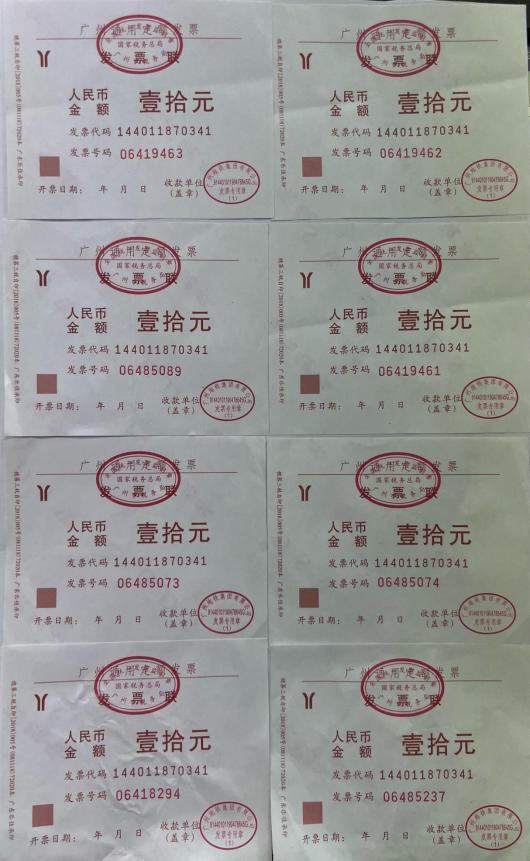 广州通用定额发票
国家税务总局
发票联
人民币
金额
壹拾元
发票代码 144011870341
发票号码 06419463
开票日期： 年 月 日
收款单位
(盖章)
发票专用章
(1)
广州通用定额发票
国家税务总局
发票联
人民币
金额
壹拾元
发票代码 144011870341
发票号码 06419462
开票日期： 年 月 日
收款单位
(盖章)
发票专用章
(1)
广州通用定额发票
国家税务总局
发票联
人民币
金额
壹拾元
发票代码 144011870341
发票号码 06485089
开票日期： 年 月 日
收款单位
(盖章)
发票专用章
(1)
广州通用定额发票
国家税务总局
发票联
人民币
金额
壹拾元
发票代码 144011870341
发票号码 06419461
开票日期： 年 月 日
收款单位
(盖章)
发票专用章
(1)
广州通用定额发票
国家税务总局
发票联
人民币
金额
壹拾元
发票代码 144011870341
发票号码 06485073
开票日期： 年 月 日
收款单位
(盖章)
发票专用章
(1)
广州通用定额发票
国家税务总局
发票联
人民币
金额
壹拾元
发票代码 144011870341
发票号码 06485074
开票日期： 年 月 日
收款单位
(盖章)
发票专用章
(1)
广州通用定额发票
国家税务总局
发票联
人民币
金额
壹拾元
发票代码 144011870341
发票号码 06418294
开票日期： 年 月 日
收款单位
(盖章)
发票专用章
(1)
广州通用定额发票
国家税务总局
发票联
人民币
金额
壹拾元
发票代码 144011870341
发票号码 06485237
开票日期： 年 月 日
收款单位
(盖章)
发票专用章
(1)